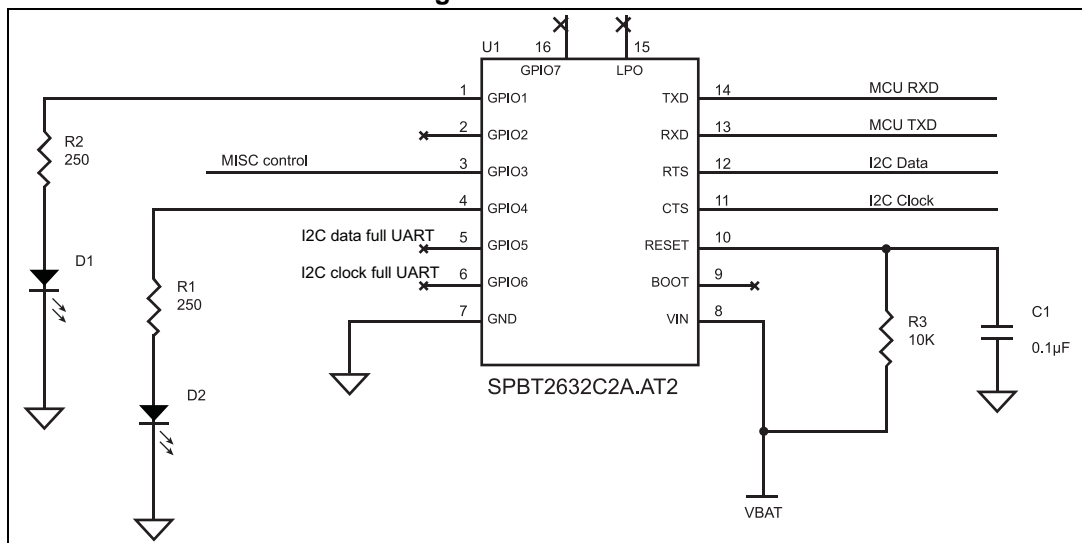 g
U1
16
15
GPIO7
LPO
1
GPIO1
TXD
14
MCU RXD
2
GPIO2
RXD
13
MCU TXD
R2
250
MISC control
3
GPIO3
RTS
12
I2C Data
4
GPIO4
CTS
11
I2C Clock
I2C data full UART
5
GPIO5
RESET
10
D1
I2C clock full UART
6
GPIO6
BOOT
9
R1
250
7
GND
VIN
8
R3
10K
C1
0.1µF
SPBT2632C2A.AT2
D2
VBAT